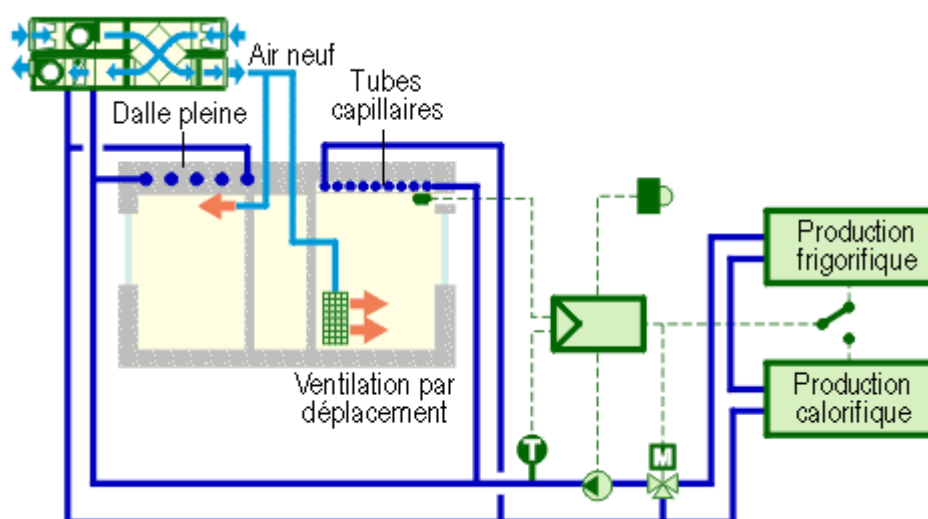 Air neuf
Dalle pleine
Tubes
capillaires
Production
frigorifique
Ventilation par
déplacement
Production
calorifique
T
M